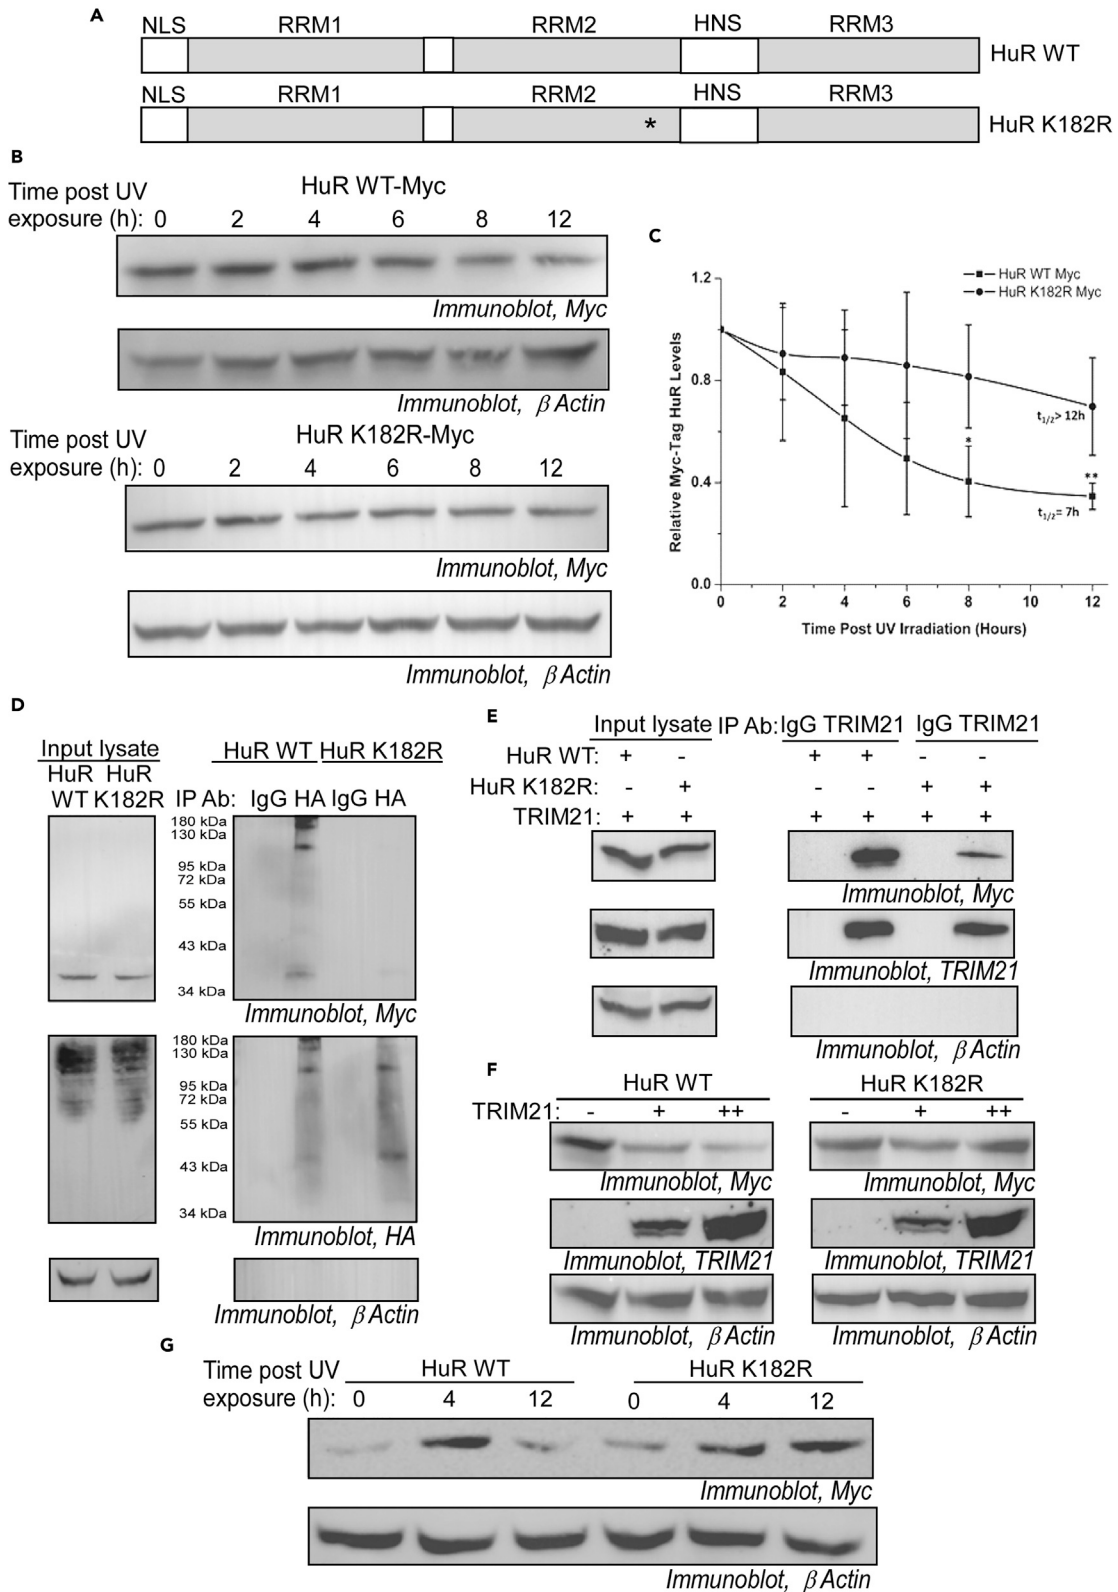 A
NLS RRM1 RRM2 HNS RRM3
HuR WT
NLS RRM1 RRM2 HNS RRM3
* HuR K182R
B
HuR WT-Myc
Time post UV
exposure (h): 0 2 4 6 8 12
Immunoblot, Myc
Immunoblot, β Actin
HuR K182R-Myc
Time post UV
exposure (h): 0 2 4 6 8 12
Immunoblot, Myc
Immunoblot, β Actin
C
Relative Myc-Tag HuR Levels
1.2
0.8
0.4
0.0
HuR WT Myc
HuR K182R Myc
t1/2> 12h
*
**
t1/2= 7h
0 2 4 6 8 10 12
Time Post UV Irradiation (Hours)
D
Input lysate HuR WT HuR K182R
HuR HuR
WT K182R IP Ab: IgG HA IgG HA
180 kDa
130 kDa
95 kDa
72 kDa
55 kDa
43 kDa
34 kDa
Immunoblot, Myc
180 kDa
130 kDa
95 kDa
72 kDa
55 kDa
43 kDa
34 kDa
Immunoblot, HA
Immunoblot, β Actin
E
Input lysate IP Ab: IgG TRIM21 IgG TRIM21
HuR WT: + - + + - -
HuR K182R: - + - - + +
TRIM21: + + + + + +
Immunoblot, Myc
Immunoblot, TRIM21
Immunoblot, β Actin
F
HuR WT HuR K182R
TRIM21: - + ++ - + ++
Immunoblot, Myc Immunoblot, Myc
Immunoblot, TRIM21 Immunoblot, TRIM21
Immunoblot, β Actin Immunoblot, β Actin
G
Time post UV HuR WT HuR K182R
exposure (h): 0 4 12 0 4 12
Immunoblot, Myc
Immunoblot, β Actin